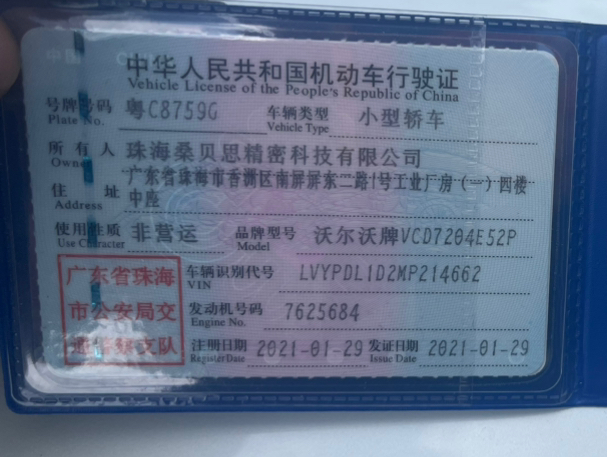 中华人民共和国机动车行驶证
Vehicle License of the People's Republic of China
号牌号码 粤C8759G 车辆类型 小型轿车
Plate No. Vehicle Type
所有人 珠海桑贝思精密科技有限公司
Owner
住址 广东省珠海市香洲区南屏屏东二路1号工业厂房(一)四楼
Address 中座
使用性质 非营运 品牌型号 沃尔沃牌VCD7204E52P
Use Character Model
车辆识别代号 LVYPDL1D2MP214662
VIN
发动机号码 7625684
Engine No.
注册日期 2021-01-29 发证日期 2021-01-29
Register Date Issue Date
广东省珠海
市公安局交
支队